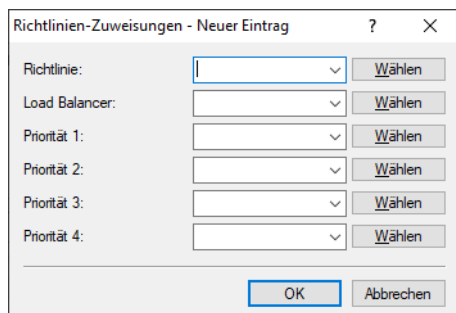 Richtlinien-Zuweisungen - Neuer Eintrag ?
Richtlinie: Wählen
Load Balancer: Wählen
Priorität 1: Wählen
Priorität 2: Wählen
Priorität 3: Wählen
Priorität 4: Wählen
OK Abbrechen